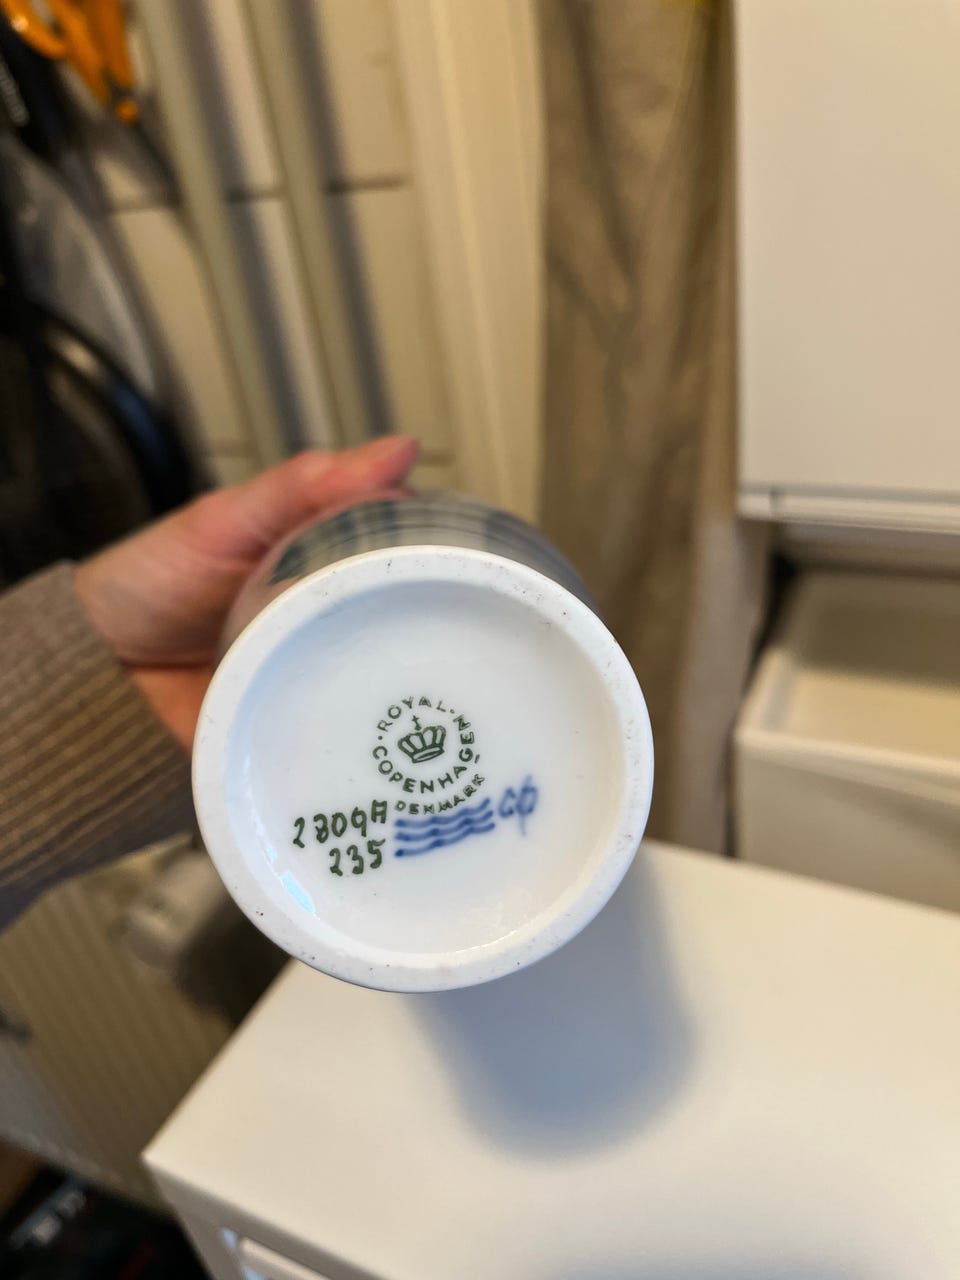 ROYAL COPENHAGEN
DENMARK
2809A
235